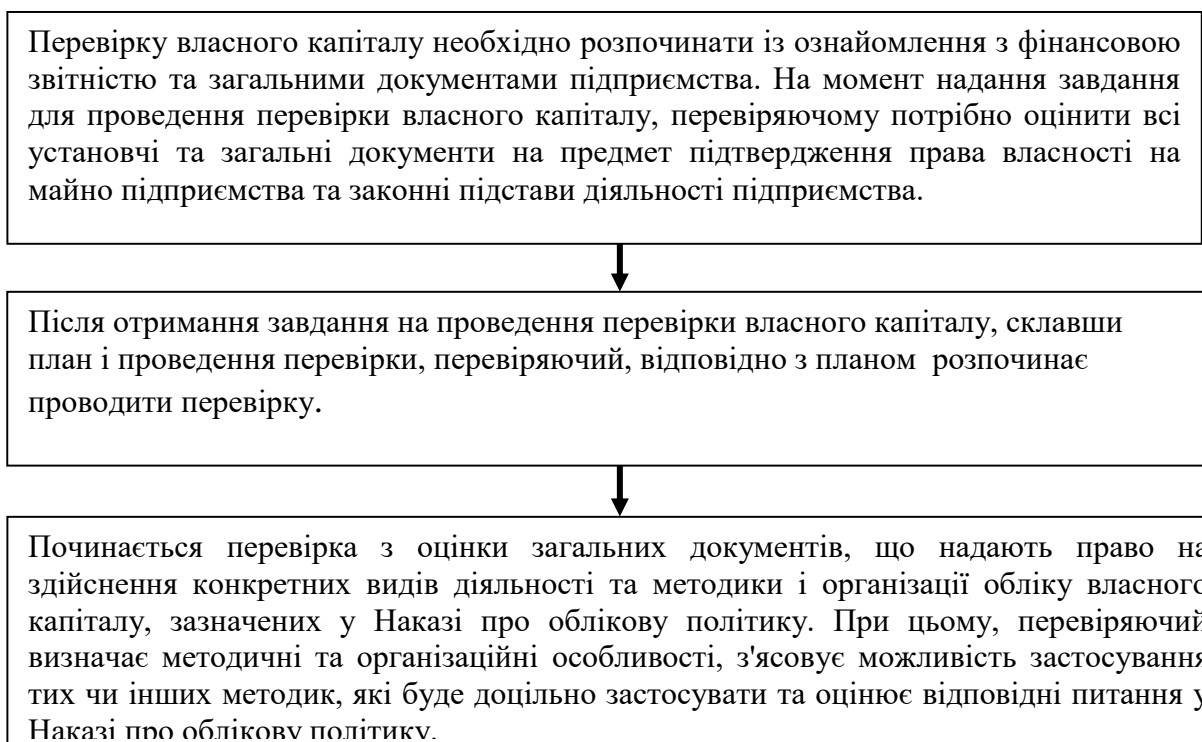 Перевірку власного капіталу необхідно розпочинати із ознайомлення з фінансовою
звітністю та загальними документами підприємства. На момент надання завдання
для проведення перевірки власного капіталу, перевіряючому потрібно оцінити всі
установчі та загальні документи на предмет підтвердження права власності на
майно підприємства та законні підстави діяльності підприємства.
Після отримання завдання на проведення перевірки власного капіталу, склавши
план і проведення перевірки, перевіряючий, відповідно з планом розпочинає
проводити перевірку.
Починається перевірка з оцінки загальних документів, що надають право на
здійснення конкретних видів діяльності та методики і організації обліку власного
капіталу, зазначених у Наказі про облікову політику. При цьому, перевіряючий
визначає методичні та організаційні особливості, з'ясовує можливість застосування
тих чи інших методик, які буде доцільно застосувати та оцінює відповідні питання у
Наказі про облікову політику.